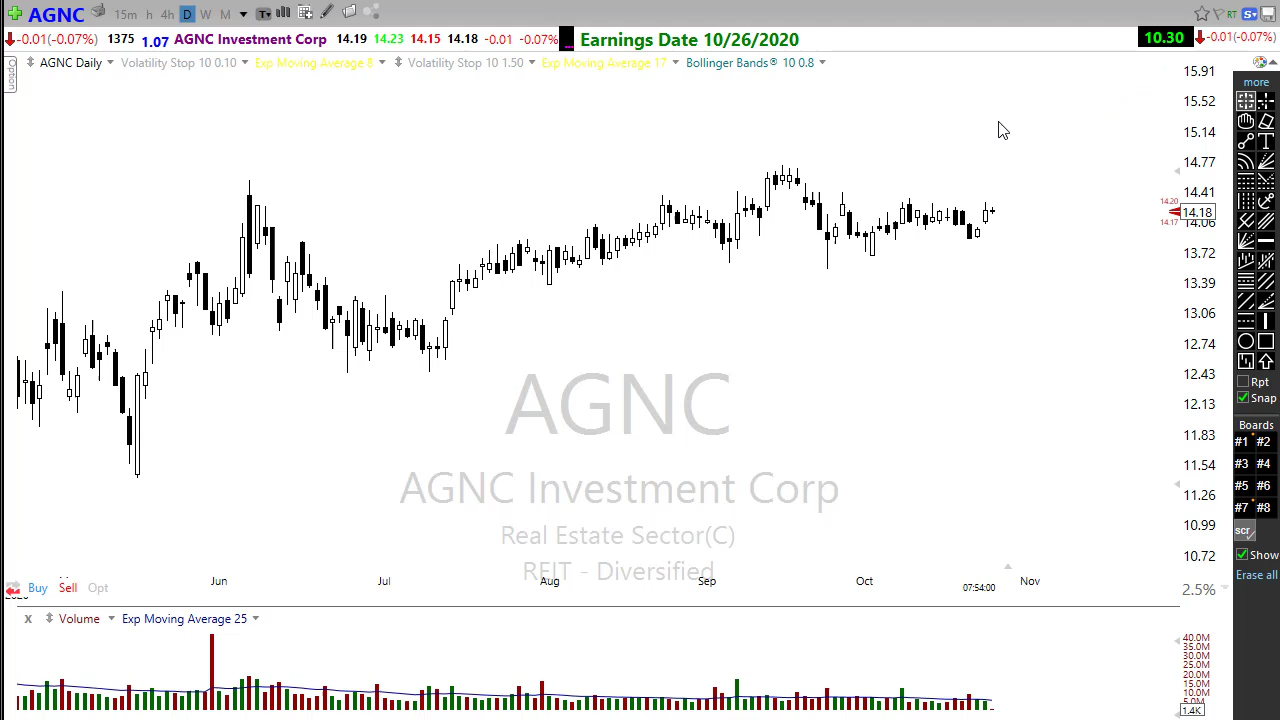 AGNC 15m h 4h D W M T RT S
-0.01(-0.07%) 1375 1.07 AGNC Investment Corp 14.19 14.23 14.15 14.18 -0.01 -0.07% Earnings Date 10/26/2020 10.30 -0.01(-0.07%)
Option
AGNC Daily Volatility Stop 10 0.10 Exp Moving Average 8 Volatility Stop 10 1.50 Exp Moving Average 17 Bollinger Bands® 10 0.8
15.91
more
15.52
15.14
14.77
14.41
14.20
14.18
14.17
14.06
13.72
13.39
13.06
12.74
12.43
12.13
11.83
11.54
11.26
10.99
10.72
Rpt
Snap
Boards
#1 #2
#3 #4
#5 #6
#7 #8
scr
Show
Erase all
AGNC
AGNC Investment Corp
Real Estate Sector(C)
REIT - Diversified
Jun Jul Aug Sep Oct Nov
Buy Sell Opt
07:54:00
2.5%
X Volume Exp Moving Average 25
40.0M
35.0M
30.0M
25.0M
20.0M
15.0M
10.0M
5.0M
1.4K